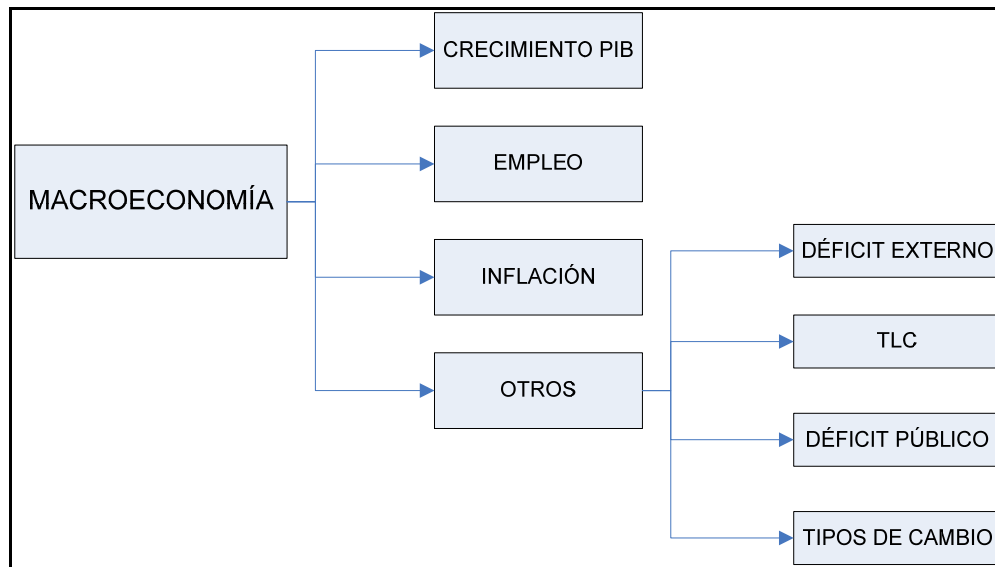 MACROECONOMÍA
CRECIMIENTO PIB
EMPLEO
INFLACIÓN
OTROS
DÉFICIT EXTERNO
TLC
DÉFICIT PÚBLICO
TIPOS DE CAMBIO